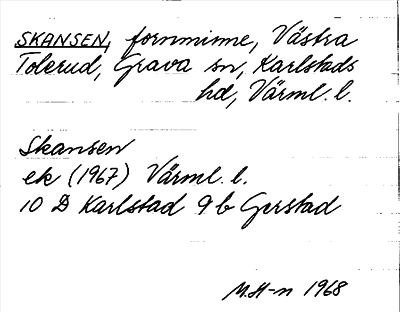 SKANSEN, fornminne, Västra
Tolerud, Grava sn, Karlstads
hd, Värml. l.
Skansen
ek (1967) Värml. l.
10 D Karlstad 9 b Gerstad
M.H-n 1968